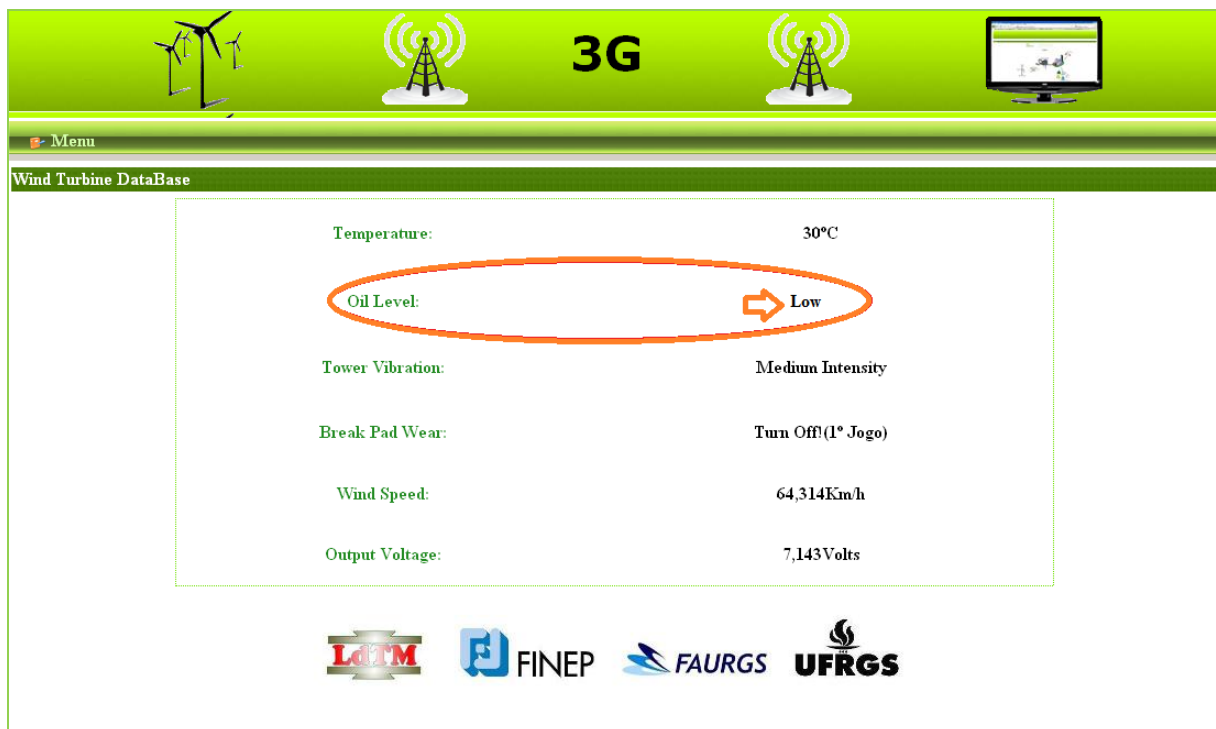 3G
Menu
Wind Turbine DataBase
Temperature: 30ºC
Oil Level: Low
Tower Vibration: Medium Intensity
Break Pad Wear: Turn Off!(1º Jogo)
Wind Speed: 64,314Km/h
Output Voltage: 7,143Volts
LdTM FINEP FAURGS UFRGS